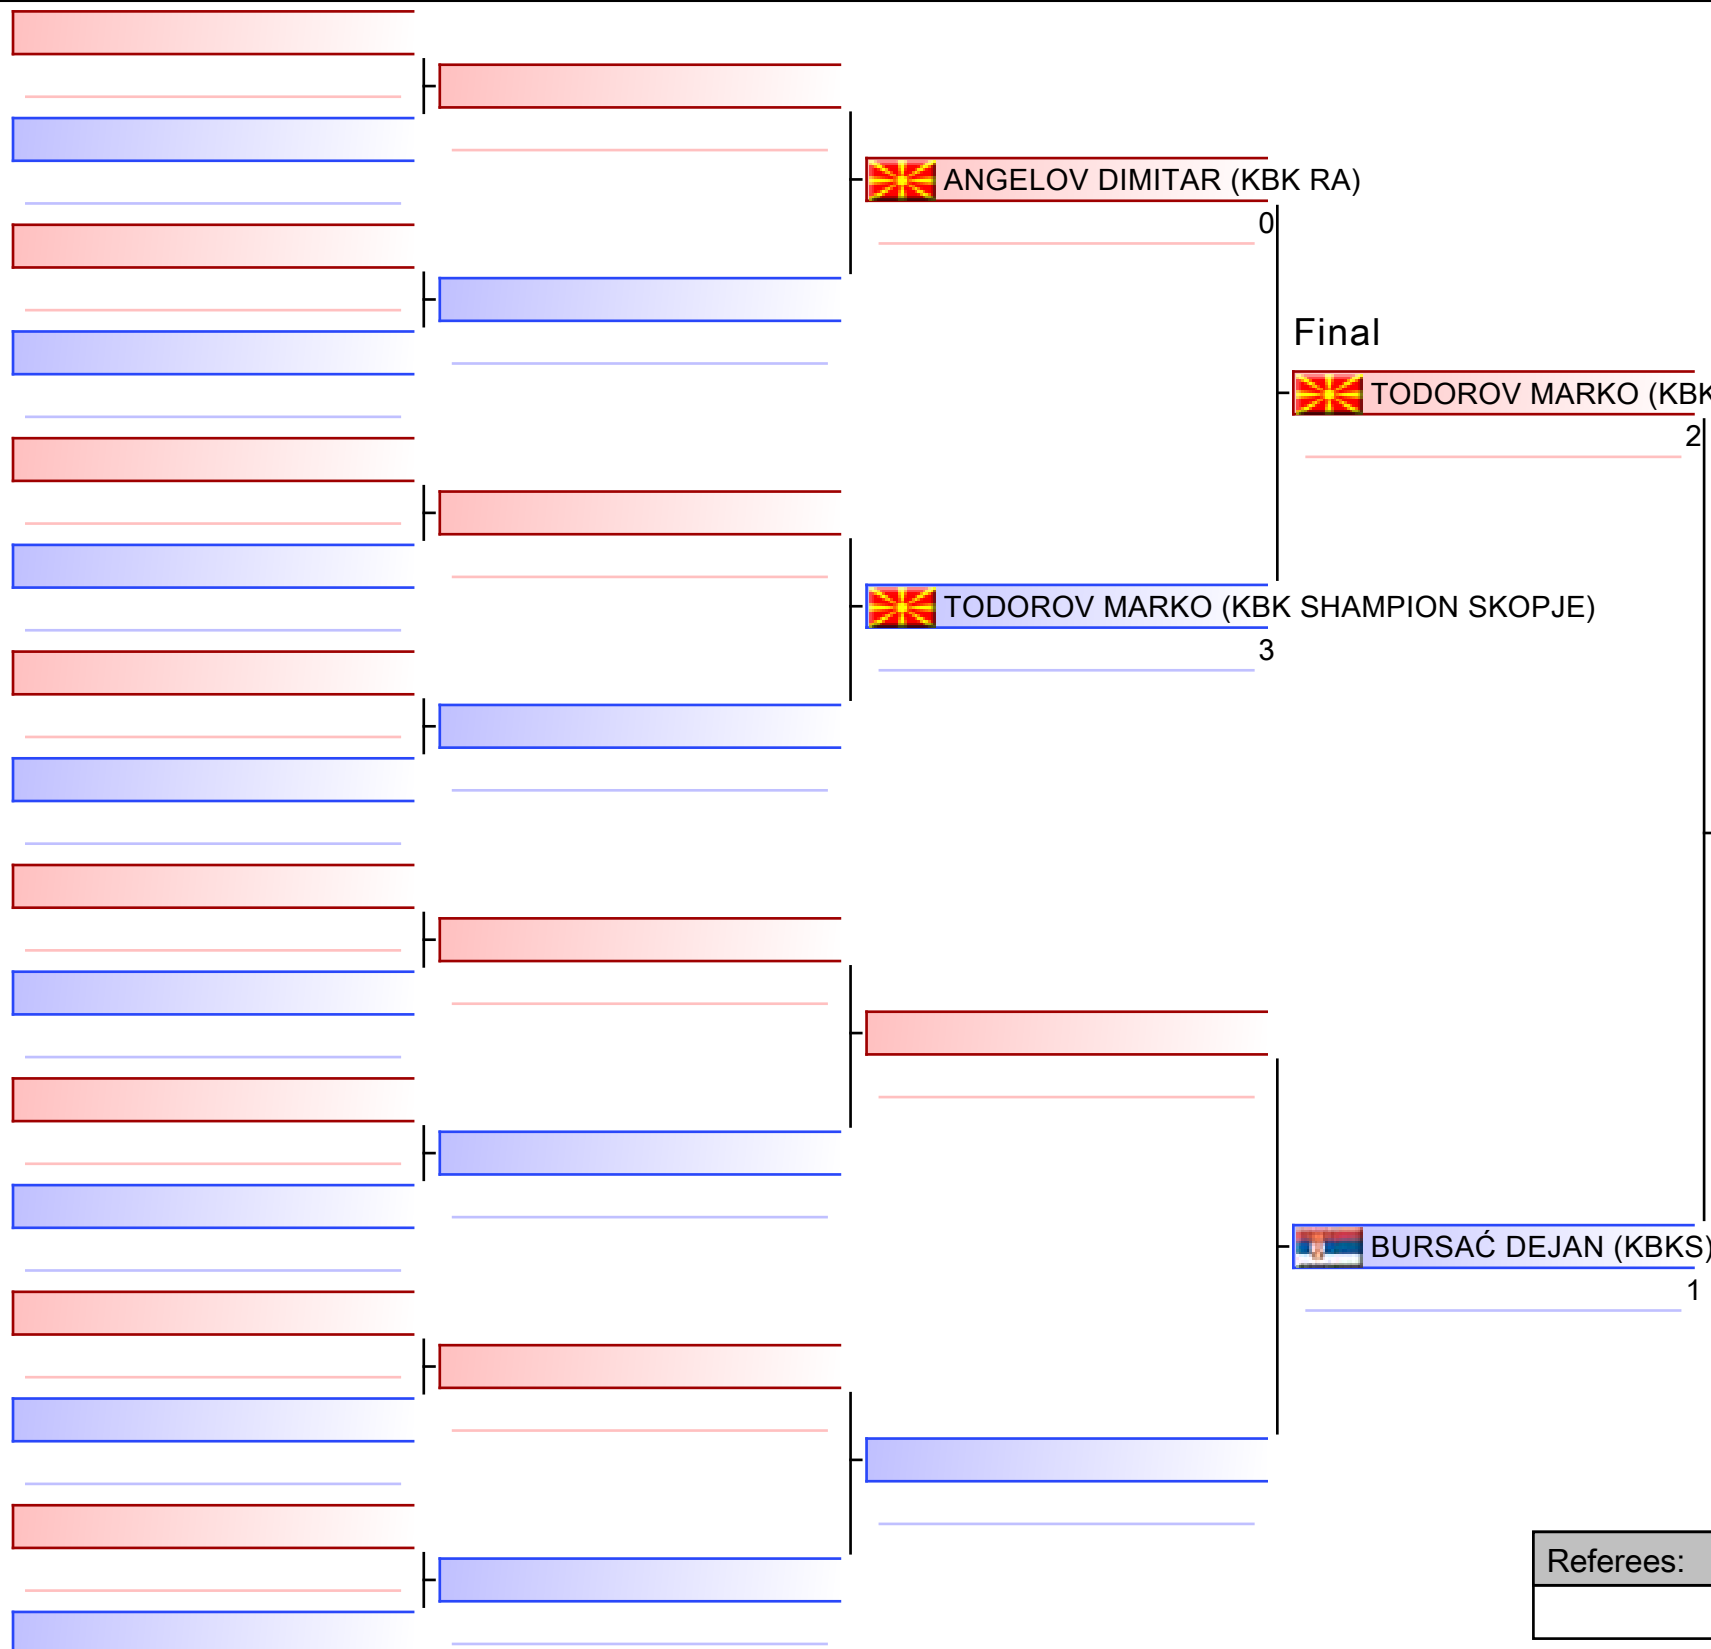 ANGELOV DIMITAR (KBK RA)
0
Final
TODOROV MARKO (KBK
2
TODOROV MARKO (KBK SHAMPION SKOPJE)
3
BURSAĆ DEJAN (KBKS)
1
Referees: